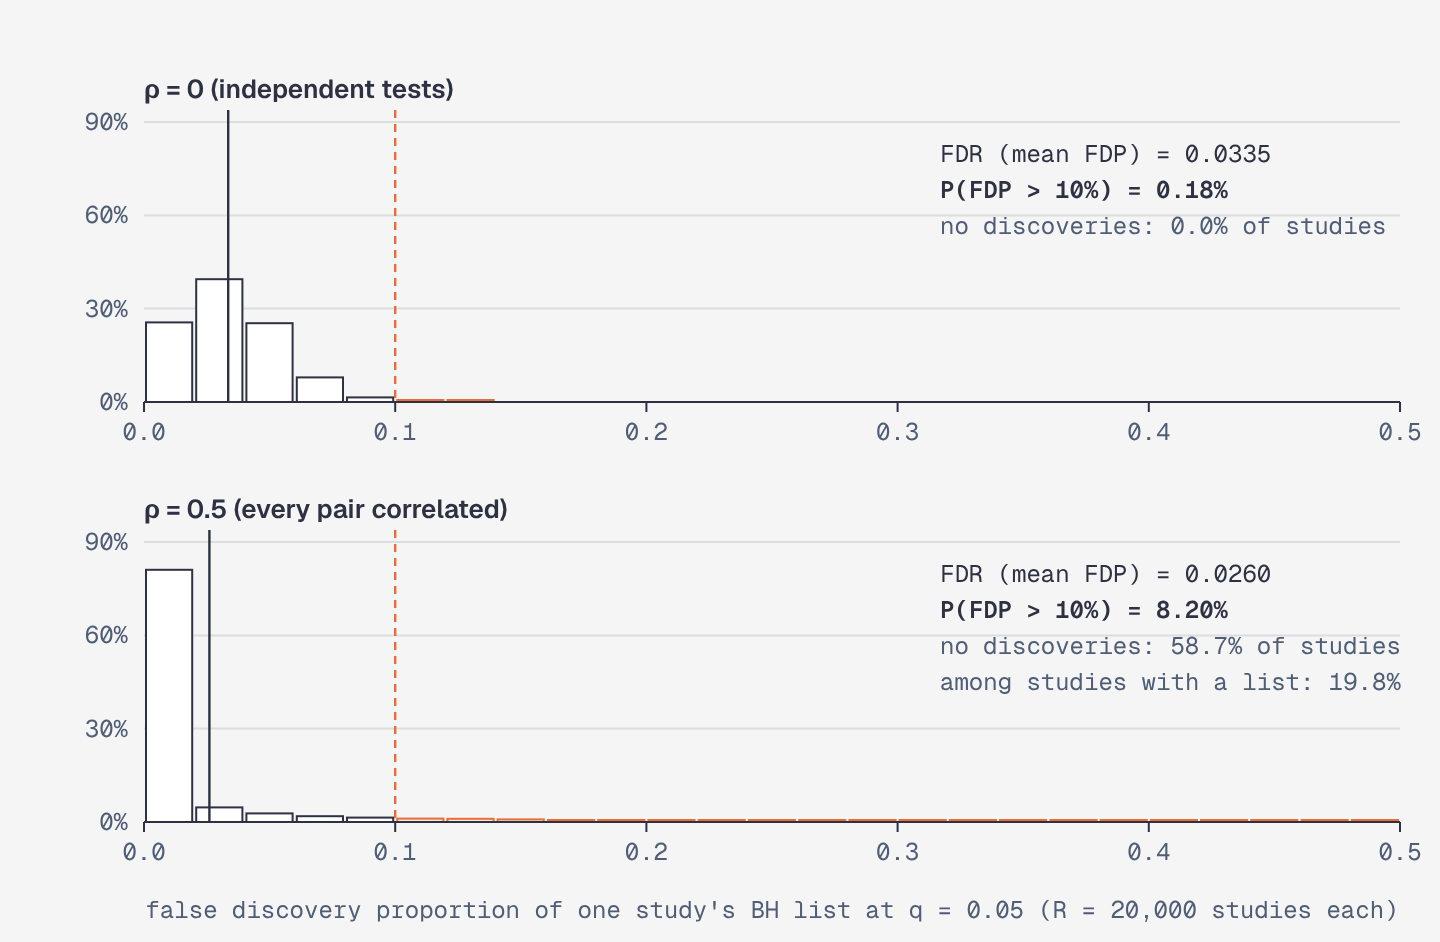 ρ = 0 (independent tests)
90%
60%
30%
0%
FDR (mean FDP) = 0.0335
P(FDP > 10%) = 0.18%
no discoveries: 0.0% of studies
0.0 0.1 0.2 0.3 0.4 0.5
ρ = 0.5 (every pair correlated)
90%
60%
30%
0%
FDR (mean FDP) = 0.0260
P(FDP > 10%) = 8.20%
no discoveries: 58.7% of studies
among studies with a list: 19.8%
0.0 0.1 0.2 0.3 0.4 0.5
false discovery proportion of one study's BH list at q = 0.05 (R = 20,000 studies each)